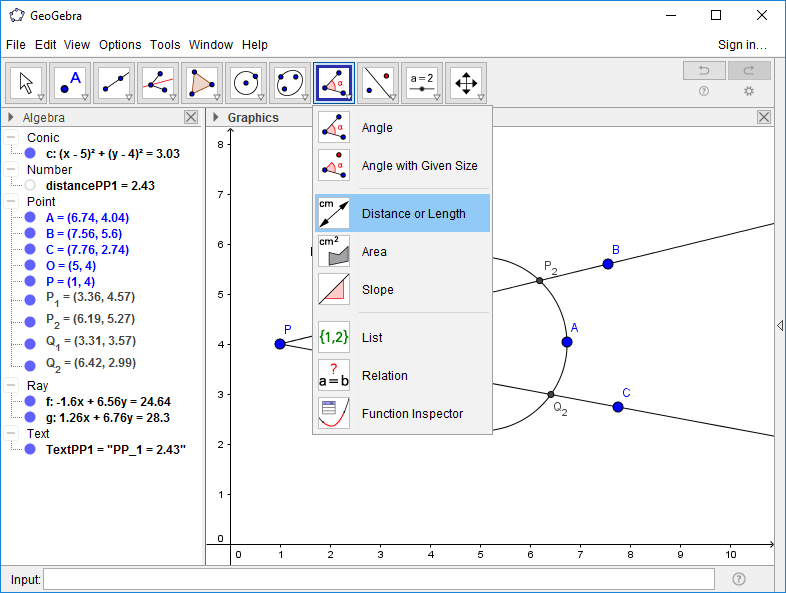 GeoGebra
File Edit View Options Tools Window Help Sign in...
A α a = 2
Algebra Graphics
Conic
c: (x - 5)² + (y - 4)² = 3.03
Number
distancePP1 = 2.43
Point
A = (6.74, 4.04)
B = (7.56, 5.6)
C = (7.76, 2.74)
O = (5, 4)
P = (1, 4)
P₁ = (3.36, 4.57)
P₂ = (6.19, 5.27)
Q₁ = (3.31, 3.57)
Q₂ = (6.42, 2.99)
Ray
f: -1.6x + 6.56y = 24.64
g: 1.26x + 6.76y = 28.3
Text
TextPP1 = "PP_1 = 2.43"
α Angle
α Angle with Given Size
cm Distance or Length
cm² Area
Slope
{1,2} List
? a = b Relation
Function Inspector
8
7
6
5
4
3
2
1
0
P
P₂
B
A
C
Q₂
0 1 2 3 4 5 6 7 8 9 10
Input: